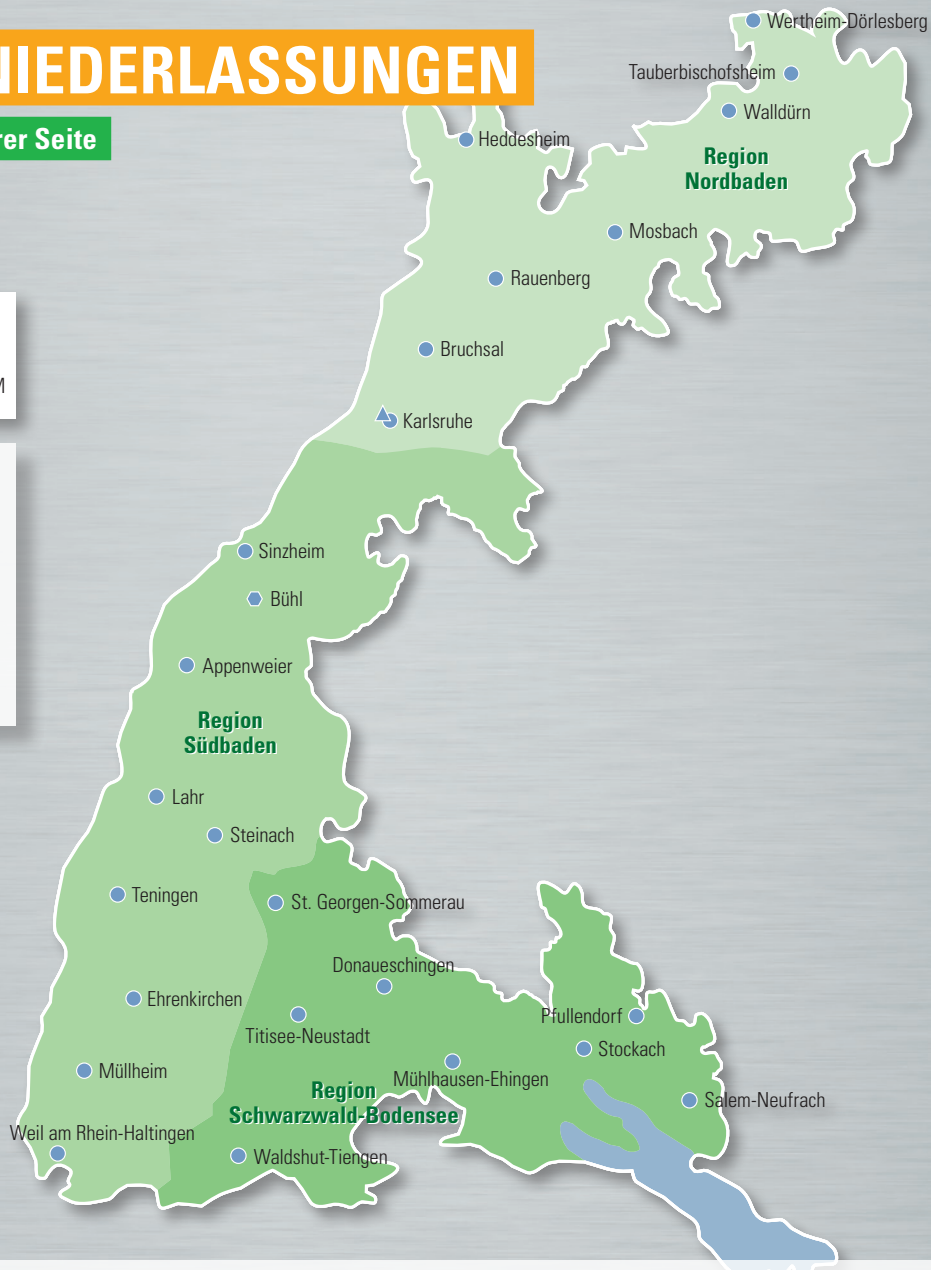 NIEDERLASSUNGEN
rer Seite
M
Wertheim-Dörlesberg
Tauberbischofsheim
Walldürn
Heddesheim
Region
Nordbaden
Mosbach
Rauenberg
Bruchsal
Karlsruhe
Sinzheim
Bühl
Appenweier
Region
Südbaden
Lahr
Steinach
Teningen
St. Georgen-Sommerau
Donaueschingen
Ehrenkirchen
Titisee-Neustadt
Pfullendorf
Stockach
Müllheim
Mühlhausen-Ehingen
Region
Schwarzwald-Bodensee
Salem-Neufrach
Weil am Rhein-Haltingen
Waldshut-Tiengen